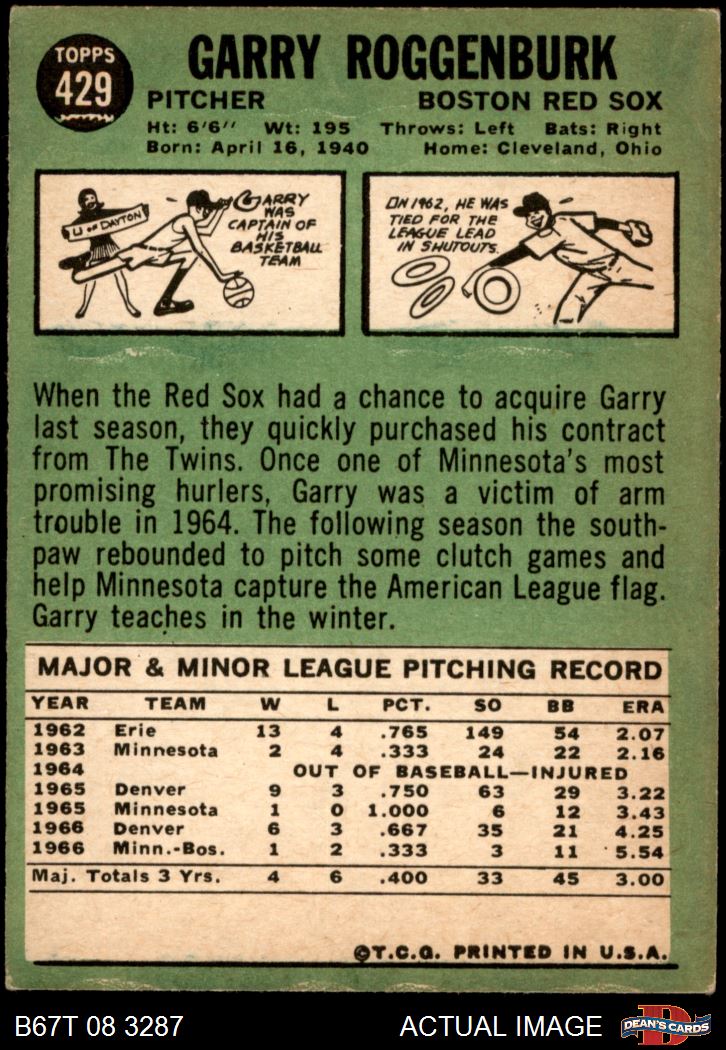 TOPPS
429
GARRY ROGGENBURK
PITCHER BOSTON RED SOX
Ht: 6'6" Wt: 195 Throws: Left Bats: Right
Born: April 16, 1940 Home: Cleveland, Ohio
U OF DAYTON
GARRY
WAS
CAPTAIN OF
HIS
BASKETBALL
TEAM
ON 1962, HE WAS
TIED FOR THE
LEAGUE LEAD
IN SHUTOUTS.
When the Red Sox had a chance to acquire Garry
last season, they quickly purchased his contract
from The Twins. Once one of Minnesota's most
promising hurlers, Garry was a victim of arm
trouble in 1964. The following season the south-
paw rebounded to pitch some clutch games and
help Minnesota capture the American League flag.
Garry teaches in the winter.
MAJOR & MINOR LEAGUE PITCHING RECORD
YEAR TEAM W L PCT. SO BB ERA
1962 Erie 13 4 .765 149 54 2.07
1963 Minnesota 2 4 .333 24 22 2.16
1964 OUT OF BASEBALL—INJURED
1965 Denver 9 3 .750 63 29 3.22
1965 Minnesota 1 0 1.000 6 12 3.43
1966 Denver 6 3 .667 35 21 4.25
1966 Minn.-Bos. 1 2 .333 3 11 5.54
Maj. Totals 3 Yrs. 4 6 .400 33 45 3.00
©T.C.G. PRINTED IN U.S.A.
B67T 08 3287 ACTUAL IMAGE
D
DEAN'S CARDS